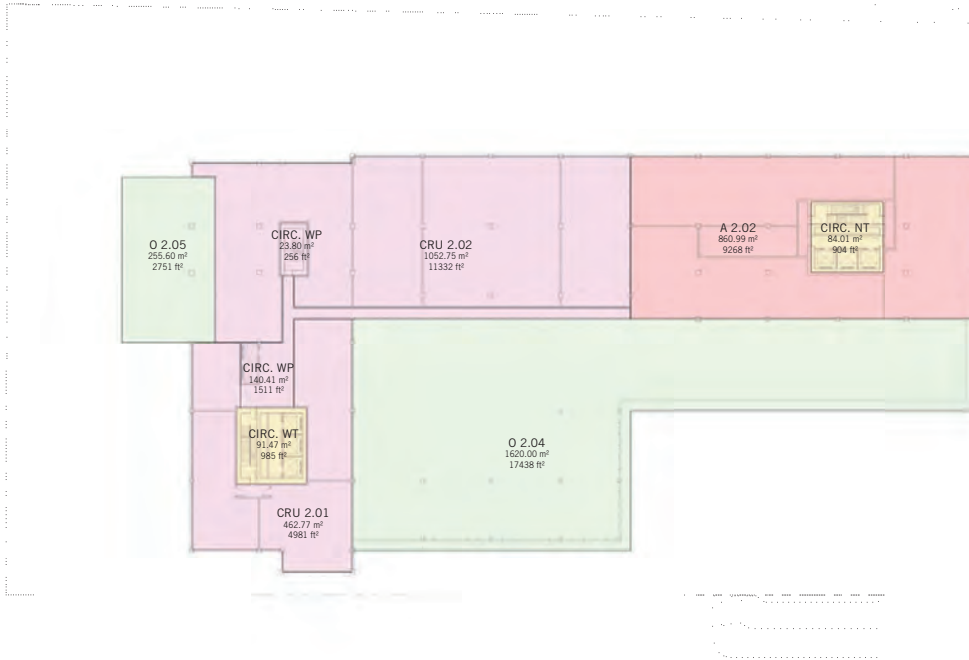 O 2.05
255.60 m²
2751 ft²
CIRC. WP
23.80 m²
256 ft²
CRU 2.02
1052.75 m²
11332 ft²
A 2.02
860.99 m²
9268 ft²
CIRC. NT
84.01 m²
904 ft²
CIRC. WP
140.41 m²
1511 ft²
CIRC. WT
91.47 m²
985 ft²
O 2.04
1620.00 m²
17438 ft²
CRU 2.01
462.77 m²
4981 ft²